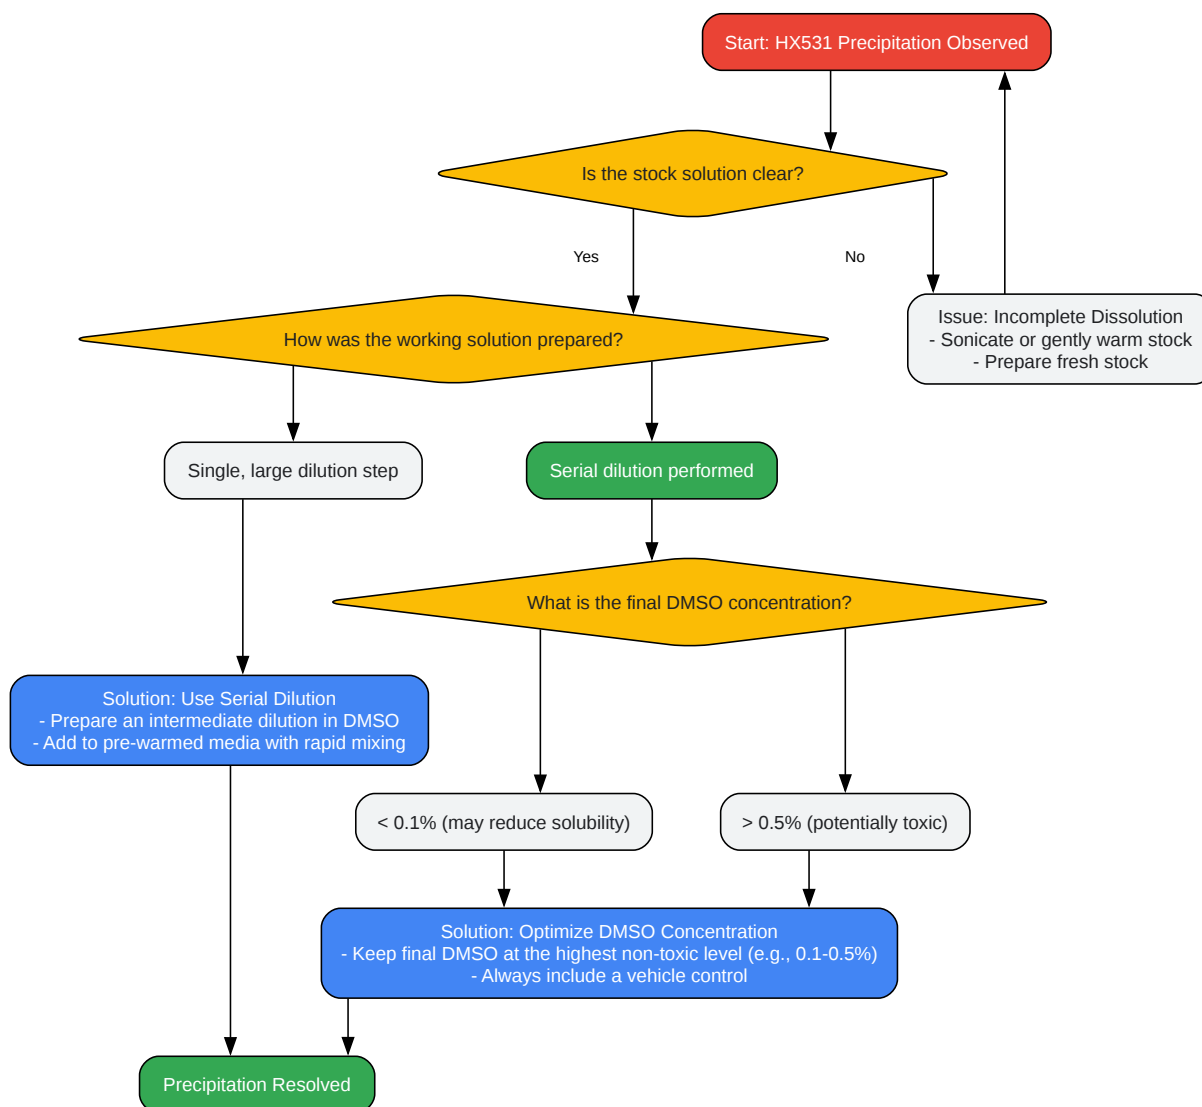 Start: HX531 Precipitation Observed
Is the stock solution clear?
Yes
No
How was the working solution prepared?
Issue: Incomplete Dissolution
- Sonicate or gently warm stock
- Prepare fresh stock
Single, large dilution step
Serial dilution performed
What is the final DMSO concentration?
Solution: Use Serial Dilution
- Prepare an intermediate dilution in DMSO
- Add to pre-warmed media with rapid mixing
< 0.1% (may reduce solubility)
> 0.5% (potentially toxic)
Solution: Optimize DMSO Concentration
- Keep final DMSO at the highest non-toxic level (e.g., 0.1-0.5%)
- Always include a vehicle control
Precipitation Resolved